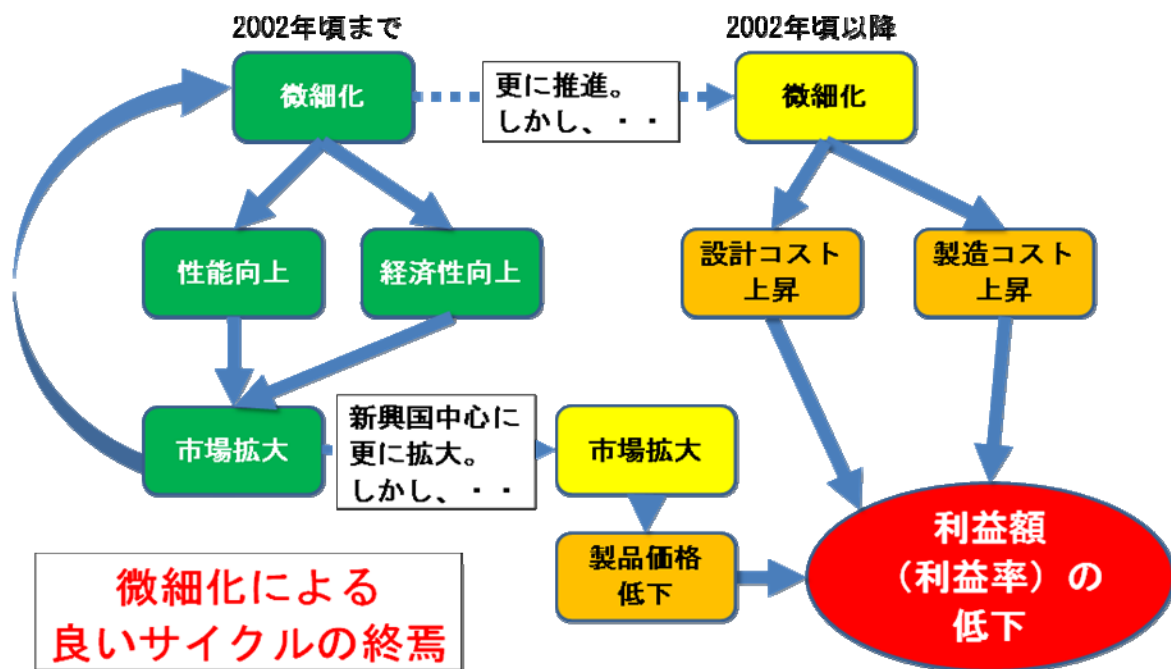 2002年頃まで
2002年頃以降
微細化
更に推進。
しかし、・・
微細化
性能向上
経済性向上
設計コスト
上昇
製造コスト
上昇
市場拡大
新興国中心に
更に拡大。
しかし、・・
市場拡大
製品価格
低下
利益額
（利益率）の
低下
微細化による
良いサイクルの終焉